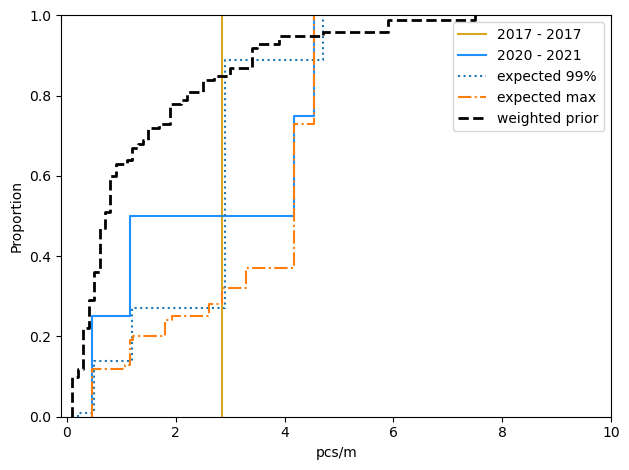 2017 - 2017
2020 - 2021
expected 99%
expected max
weighted prior
1.0
0.8
0.6
0.4
0.2
0.0
Proportion
0 2 4 6 8 10
pcs/m